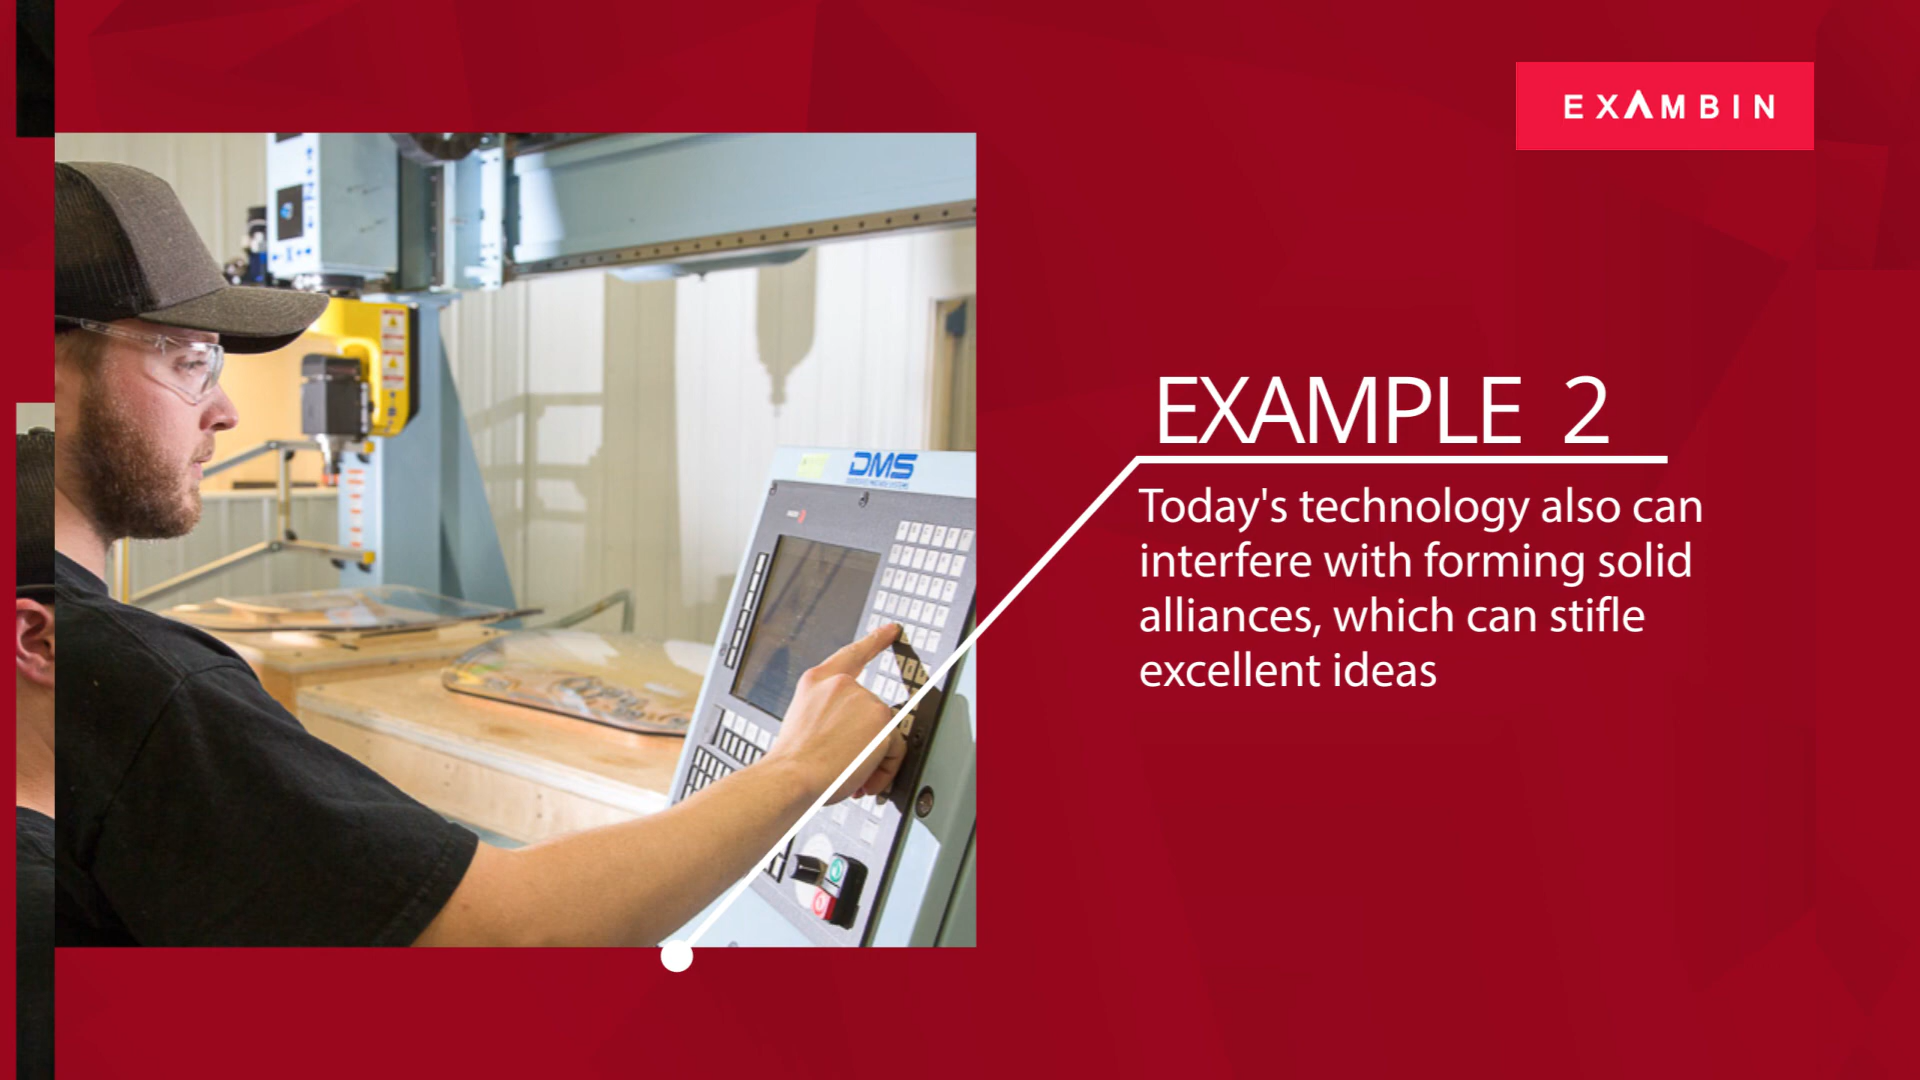 EXAMBIN
DMS
EXAMPLE 2
Today's technology also can
interfere with forming solid
alliances, which can stifle
excellent ideas